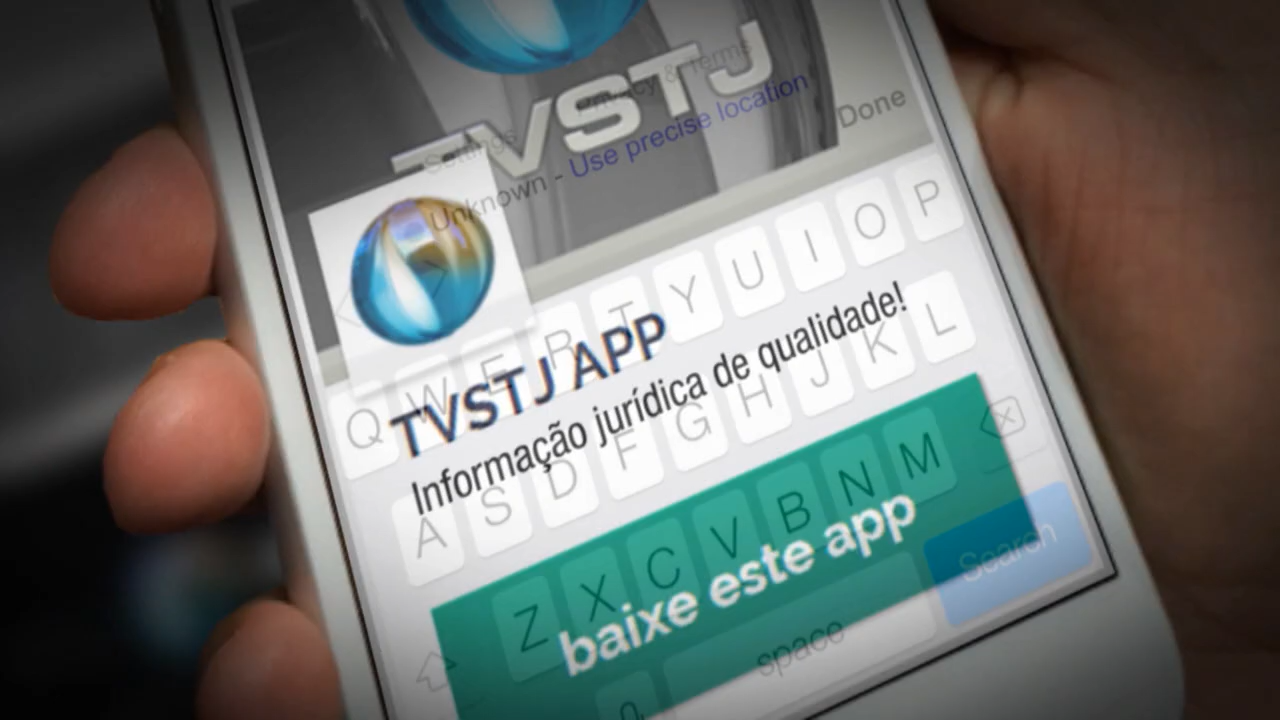 Privacy & Terms
TVSTJ
Settings
Unknown - Use precise location
Done
Q W E R T Y U I O P
TVSTJ APP
Informação jurídica de qualidade!
A S D F G H J K L
Z X C V B N M
baixe este app
Search
space